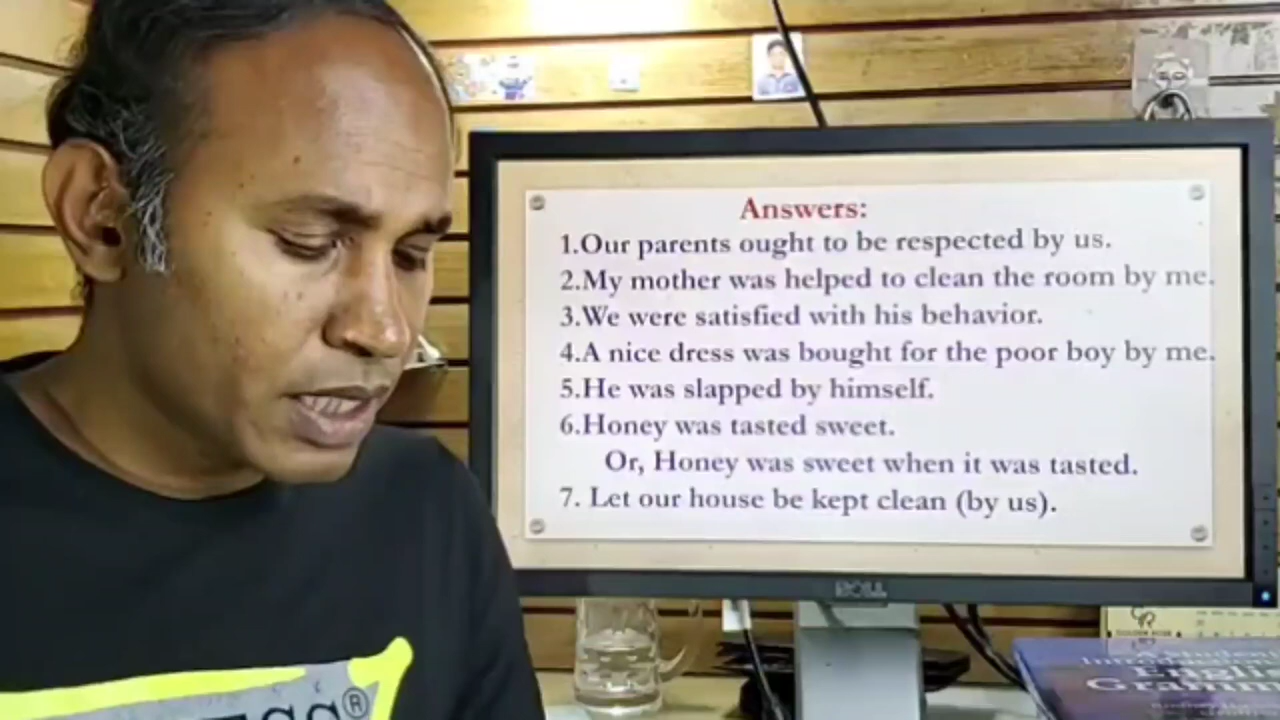 Answers:
1.Our parents ought to be respected by us.
2.My mother was helped to clean the room by me.
3.We were satisfied with his behavior.
4.A nice dress was bought for the poor boy by me.
5.He was slapped by himself.
6.Honey was tasted sweet.
Or, Honey was sweet when it was tasted.
7. Let our house be kept clean (by us).
DELL